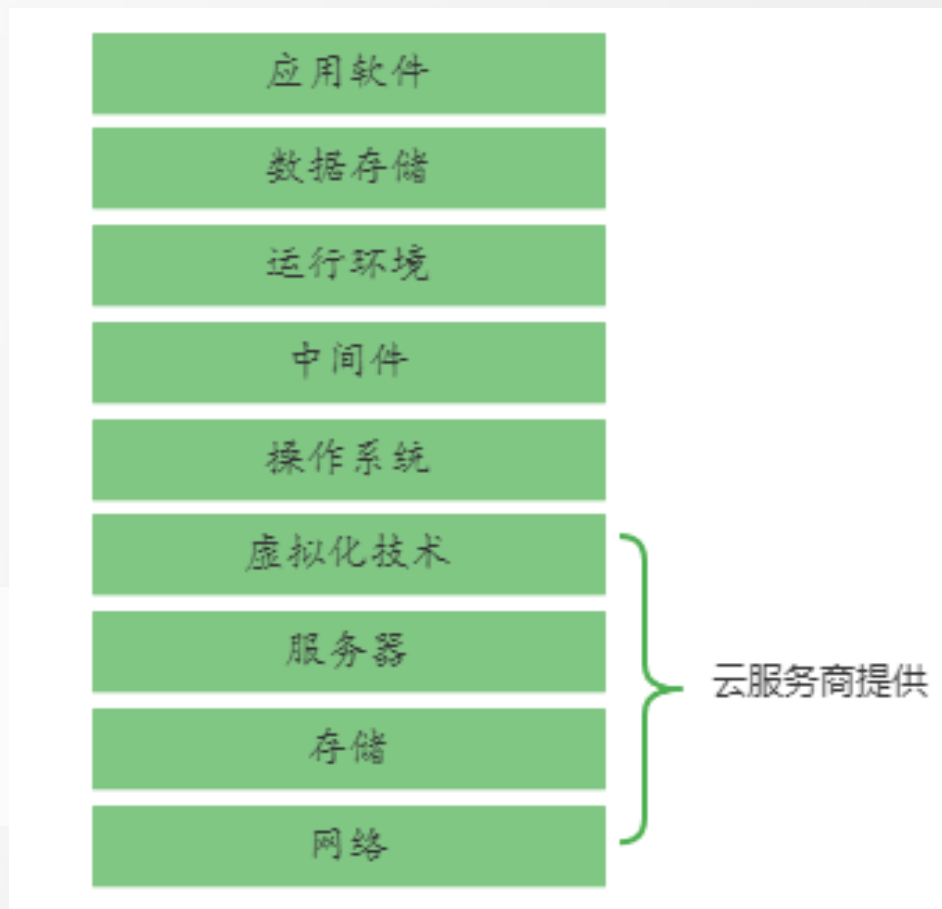 应用软件
数据存储
运行环境
中间件
操作系统
虚拟化技术
服务器
存储
网络
云服务商提供